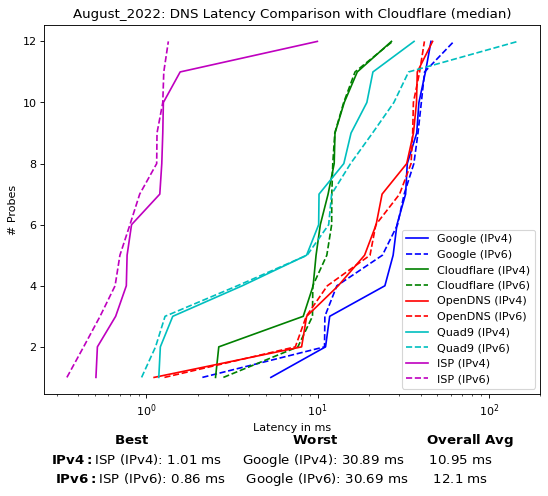 August_2022: DNS Latency Comparison with Cloudflare (median)
12
10
8
6
4
2
# Probes
Google (IPv4)
Google (IPv6)
Cloudflare (IPv4)
Cloudflare (IPv6)
OpenDNS (IPv4)
OpenDNS (IPv6)
Quad9 (IPv4)
Quad9 (IPv6)
ISP (IPv4)
ISP (IPv6)
10⁰ 10¹ 10²
Latency in ms
Best Worst Overall Avg
IPv4: ISP (IPv4): 1.01 ms Google (IPv4): 30.89 ms 10.95 ms
IPv6: ISP (IPv6): 0.86 ms Google (IPv6): 30.69 ms 12.1 ms